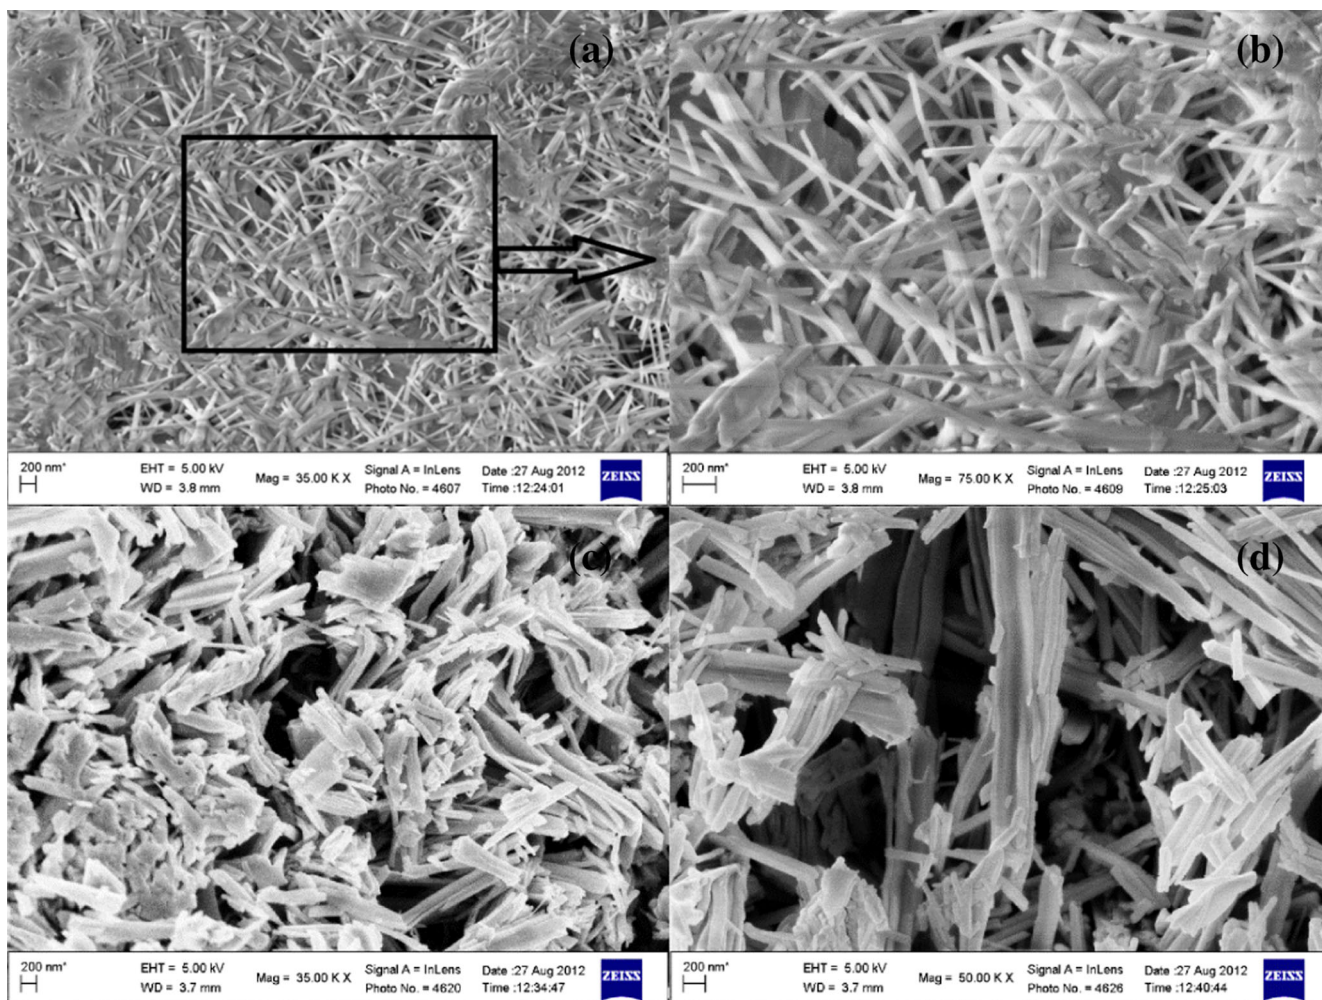 (a)
(b)
200 nm*
EHT = 5.00 kV
WD = 3.8 mm
Mag = 35.00 K X
Signal A = InLens
Photo No. = 4607
Date :27 Aug 2012
Time :12:24:01
ZEISS
200 nm*
EHT = 5.00 kV
WD = 3.8 mm
Mag = 75.00 K X
Signal A = InLens
Photo No. = 4609
Date :27 Aug 2012
Time :12:25:03
ZEISS
(c)
(d)
200 nm*
EHT = 5.00 kV
WD = 3.7 mm
Mag = 35.00 K X
Signal A = InLens
Photo No. = 4620
Date :27 Aug 2012
Time :12:34:47
ZEISS
200 nm*
EHT = 5.00 kV
WD = 3.7 mm
Mag = 50.00 K X
Signal A = InLens
Photo No. = 4626
Date :27 Aug 2012
Time :12:40:44
ZEISS